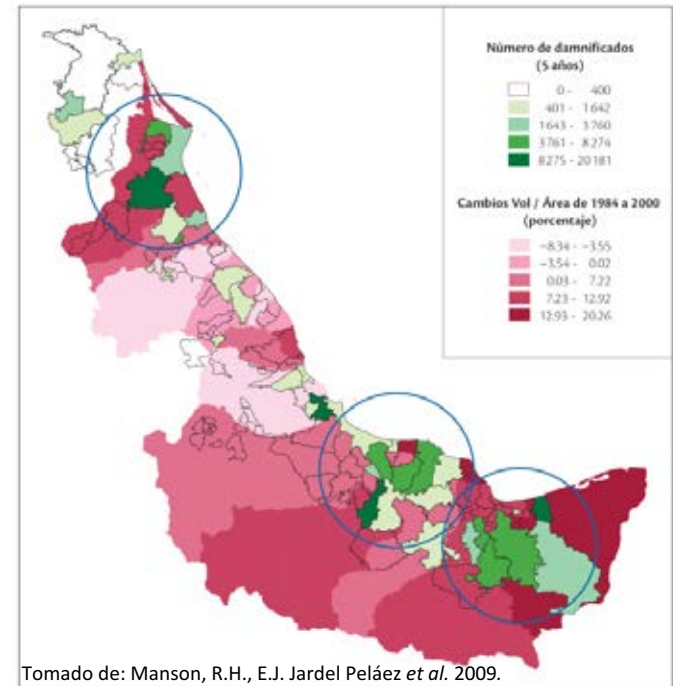 Número de damnificados
(5 años)
0 - 400
401 - 1642
1643 - 3760
3761 - 8274
8275 - 20181
Cambios Vol / Área de 1984 a 2000
(porcentaje)
−8.34 - −3.55
−3.54 - 0.02
0.03 - 7.22
7.23 - 12.92
12.93 - 20.26
Tomado de: Manson, R.H., E.J. Jardel Peláez et al. 2009.